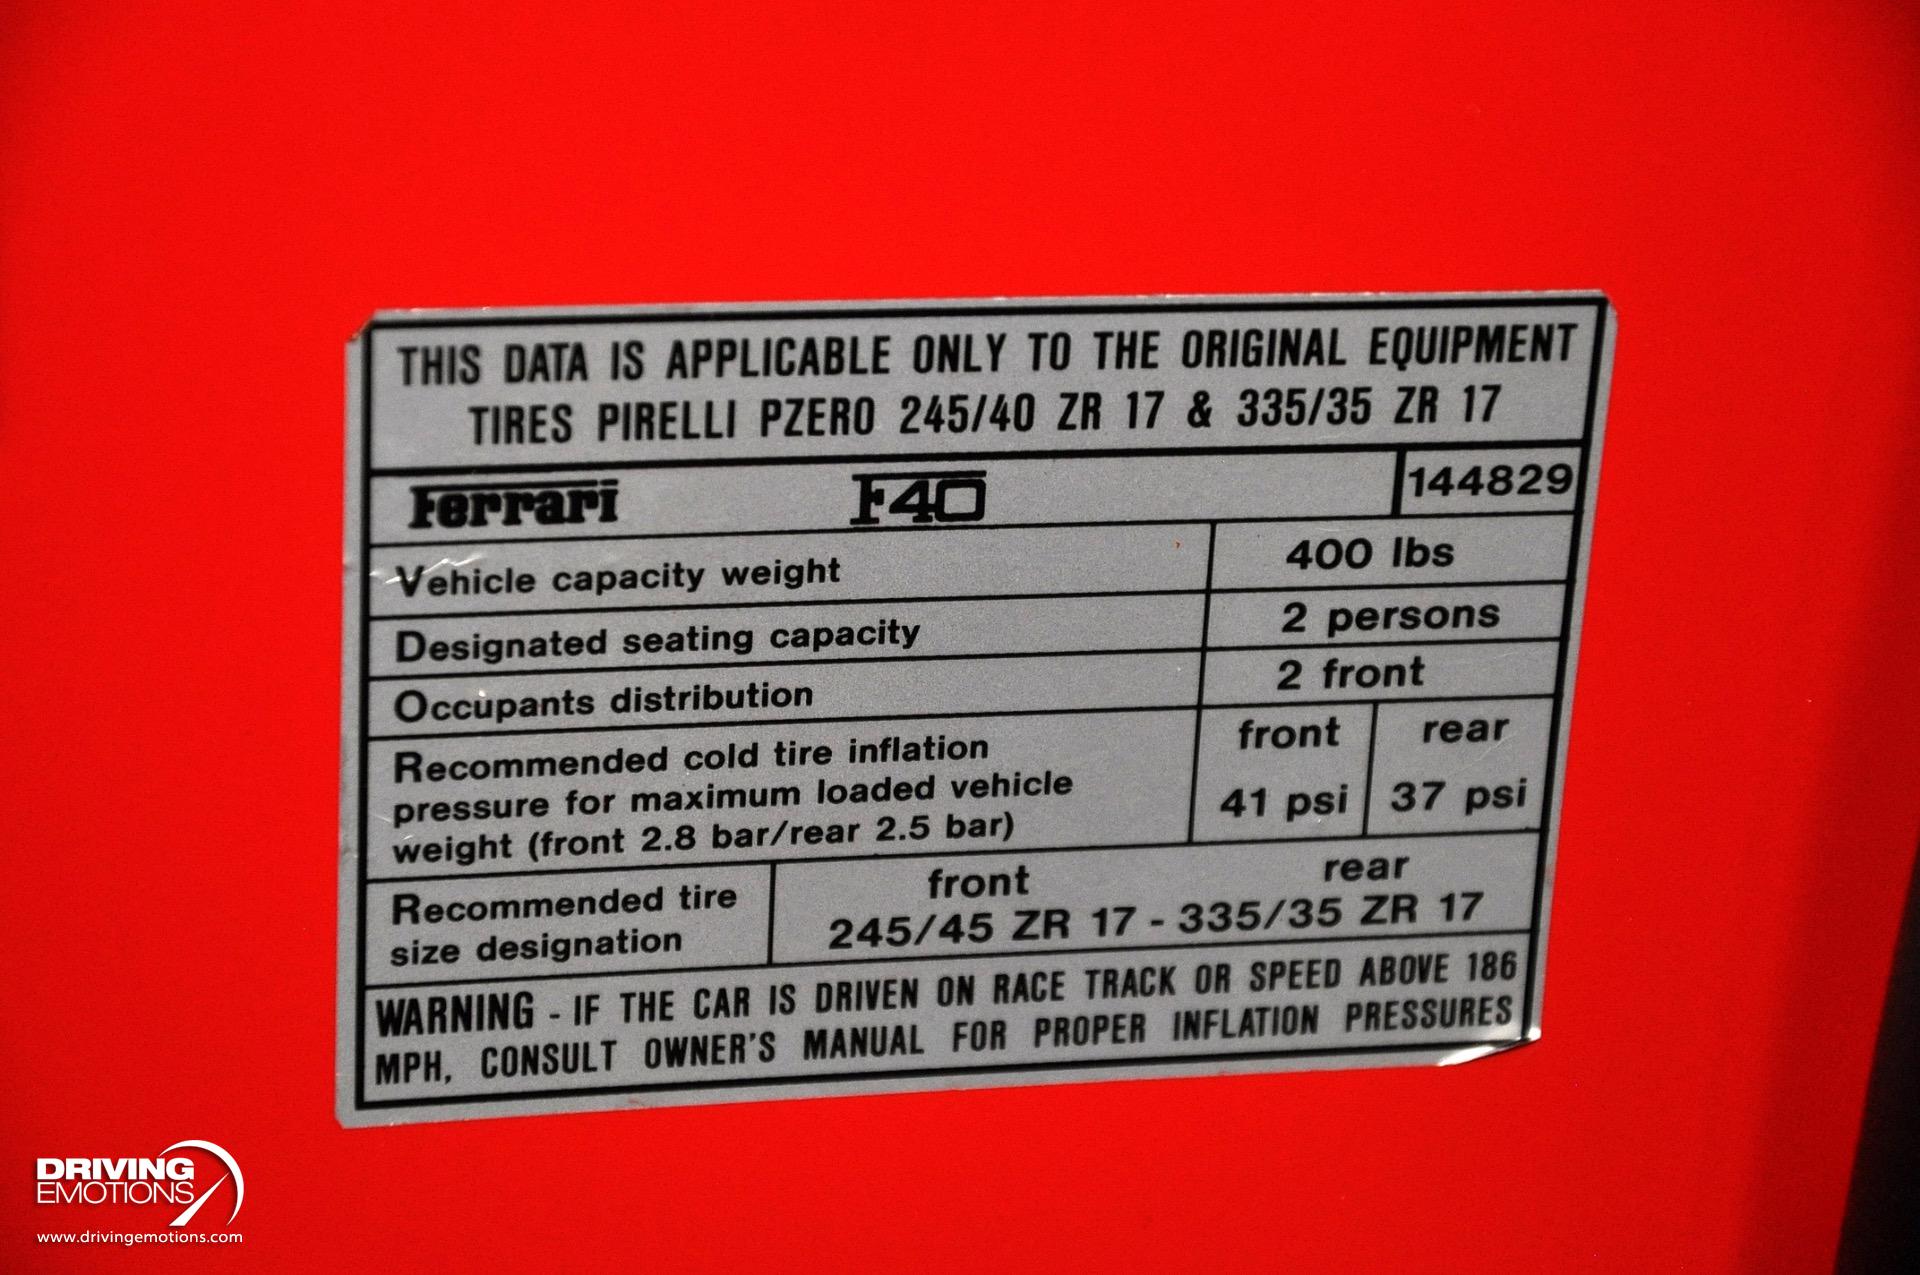 THIS DATA IS APPLICABLE ONLY TO THE ORIGINAL EQUIPMENT
TIRES PIRELLI PZERO 245/40 ZR 17 & 335/35 ZR 17
Ferrari F40 144829
Vehicle capacity weight 400 lbs
Designated seating capacity 2 persons
Occupants distribution 2 front
Recommended cold tire inflation
pressure for maximum loaded vehicle
weight (front 2.8 bar/rear 2.5 bar)
front rear
41 psi 37 psi
Recommended tire
size designation
front rear
245/45 ZR 17 - 335/35 ZR 17
WARNING - IF THE CAR IS DRIVEN ON RACE TRACK OR SPEED ABOVE 186
MPH, CONSULT OWNER'S MANUAL FOR PROPER INFLATION PRESSURES
DRIVING
EMOTIONS
www.drivingemotions.com